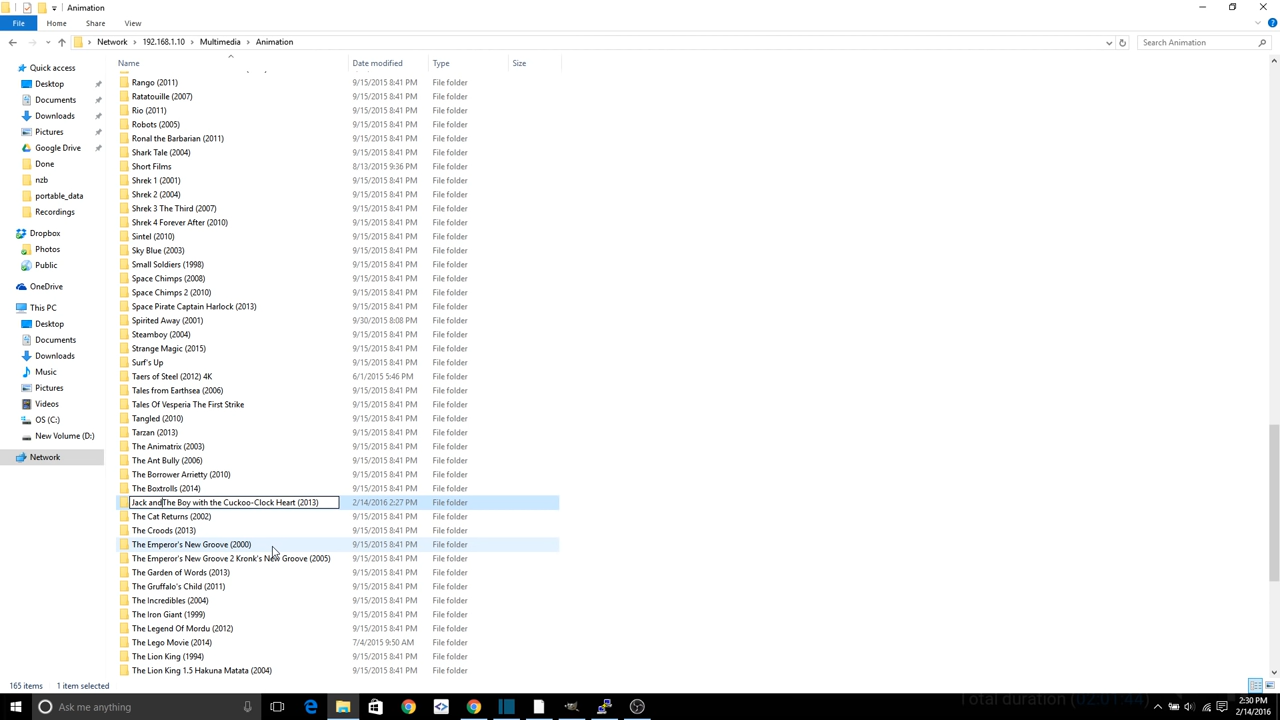 Animation
File Home Share View
Network 192.168.1.10 Multimedia Animation Search Animation
Name Date modified Type Size
Quick access
Desktop
Documents
Downloads
Pictures
Google Drive
Done
nzb
portable_data
Recordings
Dropbox
Photos
Public
OneDrive
This PC
Desktop
Documents
Downloads
Music
Pictures
Videos
OS (C:)
New Volume (D:)
Network
Rango (2011) 9/15/2015 8:41 PM File folder
Ratatouille (2007) 9/15/2015 8:41 PM File folder
Rio (2011) 9/15/2015 8:41 PM File folder
Robots (2005) 9/15/2015 8:41 PM File folder
Ronal the Barbarian (2011) 9/15/2015 8:41 PM File folder
Shark Tale (2004) 9/15/2015 8:41 PM File folder
Short Films 8/13/2015 9:36 PM File folder
Shrek 1 (2001) 9/15/2015 8:41 PM File folder
Shrek 2 (2004) 9/15/2015 8:41 PM File folder
Shrek 3 The Third (2007) 9/15/2015 8:41 PM File folder
Shrek 4 Forever After (2010) 9/15/2015 8:41 PM File folder
Sintel (2010) 9/15/2015 8:41 PM File folder
Sky Blue (2003) 9/15/2015 8:41 PM File folder
Small Soldiers (1998) 9/15/2015 8:41 PM File folder
Space Chimps (2008) 9/15/2015 8:41 PM File folder
Space Chimps 2 (2010) 9/15/2015 8:41 PM File folder
Space Pirate Captain Harlock (2013) 9/15/2015 8:41 PM File folder
Spirited Away (2001) 9/30/2015 8:08 PM File folder
Steamboy (2004) 9/15/2015 8:41 PM File folder
Strange Magic (2015) 9/15/2015 8:41 PM File folder
Surf's Up 9/15/2015 8:41 PM File folder
Taers of Steel (2012) 4K 6/1/2015 5:46 PM File folder
Tales from Earthsea (2006) 9/15/2015 8:41 PM File folder
Tales Of Vesperia The First Strike 9/15/2015 8:41 PM File folder
Tangled (2010) 9/15/2015 8:41 PM File folder
Tarzan (2013) 9/15/2015 8:41 PM File folder
The Animatrix (2003) 9/15/2015 8:41 PM File folder
The Ant Bully (2006) 9/15/2015 8:41 PM File folder
The Borrower Arrietty (2010) 9/15/2015 8:41 PM File folder
The Boxtrolls (2014) 9/15/2015 8:41 PM File folder
Jack andThe Boy with the Cuckoo-Clock Heart (2013) 2/14/2016 2:27 PM File folder
The Cat Returns (2002) 9/15/2015 8:41 PM File folder
The Croods (2013) 9/15/2015 8:41 PM File folder
The Emperor's New Groove (2000) 9/15/2015 8:41 PM File folder
The Emperor's New Groove 2 Kronk's New Groove (2005) 9/15/2015 8:41 PM File folder
The Garden of Words (2013) 9/15/2015 8:41 PM File folder
The Gruffalo's Child (2011) 9/15/2015 8:41 PM File folder
The Incredibles (2004) 9/15/2015 8:41 PM File folder
The Iron Giant (1999) 9/15/2015 8:41 PM File folder
The Legend Of Mordu (2012) 9/15/2015 8:41 PM File folder
The Lego Movie (2014) 7/4/2015 9:50 AM File folder
The Lion King (1994) 9/15/2015 8:41 PM File folder
The Lion King 1.5 Hakuna Matata (2004) 9/15/2015 8:41 PM File folder
165 items 1 item selected
Total duration (02:01:44)
Ask me anything
2:30 PM
2/14/2016